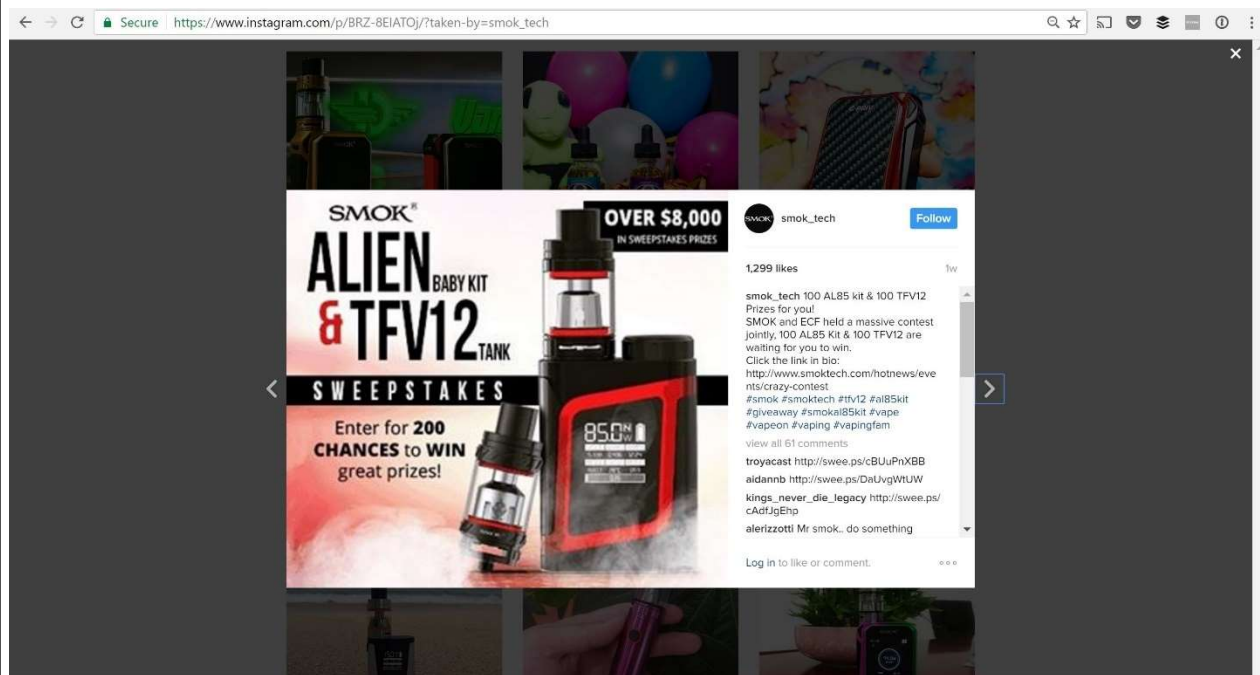 Secure https://www.instagram.com/p/BRZ-8EIATOj/?taken-by=smok_tech
SMOK®
ALIEN BABY KIT
& TFV12 TANK
SWEEPSTAKES
Enter for 200
CHANCES to WIN
great prizes!
OVER $8,000
IN SWEEPSTAKES PRIZES
85.0 W
SMOK
smok_tech
Follow
1,299 likes
1w
smok_tech 100 AL85 kit & 100 TFV12
Prizes for you!
SMOK and ECF held a massive contest
jointly, 100 AL85 Kit & 100 TFV12 are
waiting for you to win.
Click the link in bio:
http://www.smoktech.com/hotnews/eve
nts/crazy-contest
#smok #smoktech #tfv12 #al85kit
#giveaway #smokal85kit #vape
#vapeon #vaping #vapingfam
view all 61 comments
troyacast http://swee.ps/cBUuPnXBB
aidannb http://swee.ps/DaUvgWtUW
kings_never_die_legacy http://swee.ps/
cAdfJgEhp
alerizzotti Mr smok.. do something
Log in to like or comment.